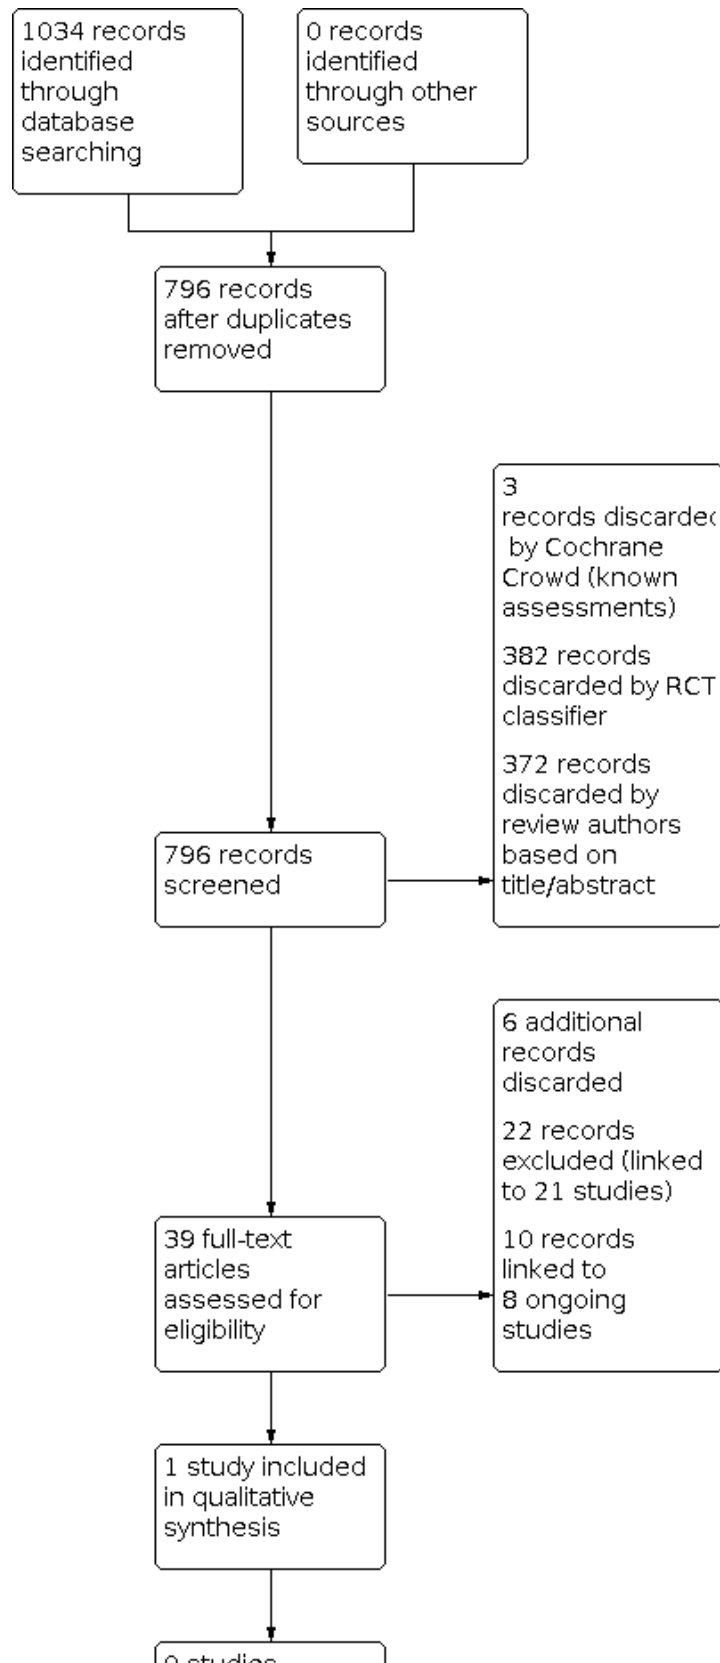 1034 records
identified
through
database
searching
0 records
identified
through other
sources
796 records
after duplicates
removed
3
records discarded
by Cochrane
Crowd (known
assessments)
382 records
discarded by RCT
classifier
372 records
discarded by
review authors
based on
title/abstract
796 records
screened
6 additional
records
discarded
22 records
excluded (linked
to 21 studies)
10 records
linked to
8 ongoing
studies
39 full-text
articles
assessed for
eligibility
1 study included
in qualitative
synthesis
0 studies